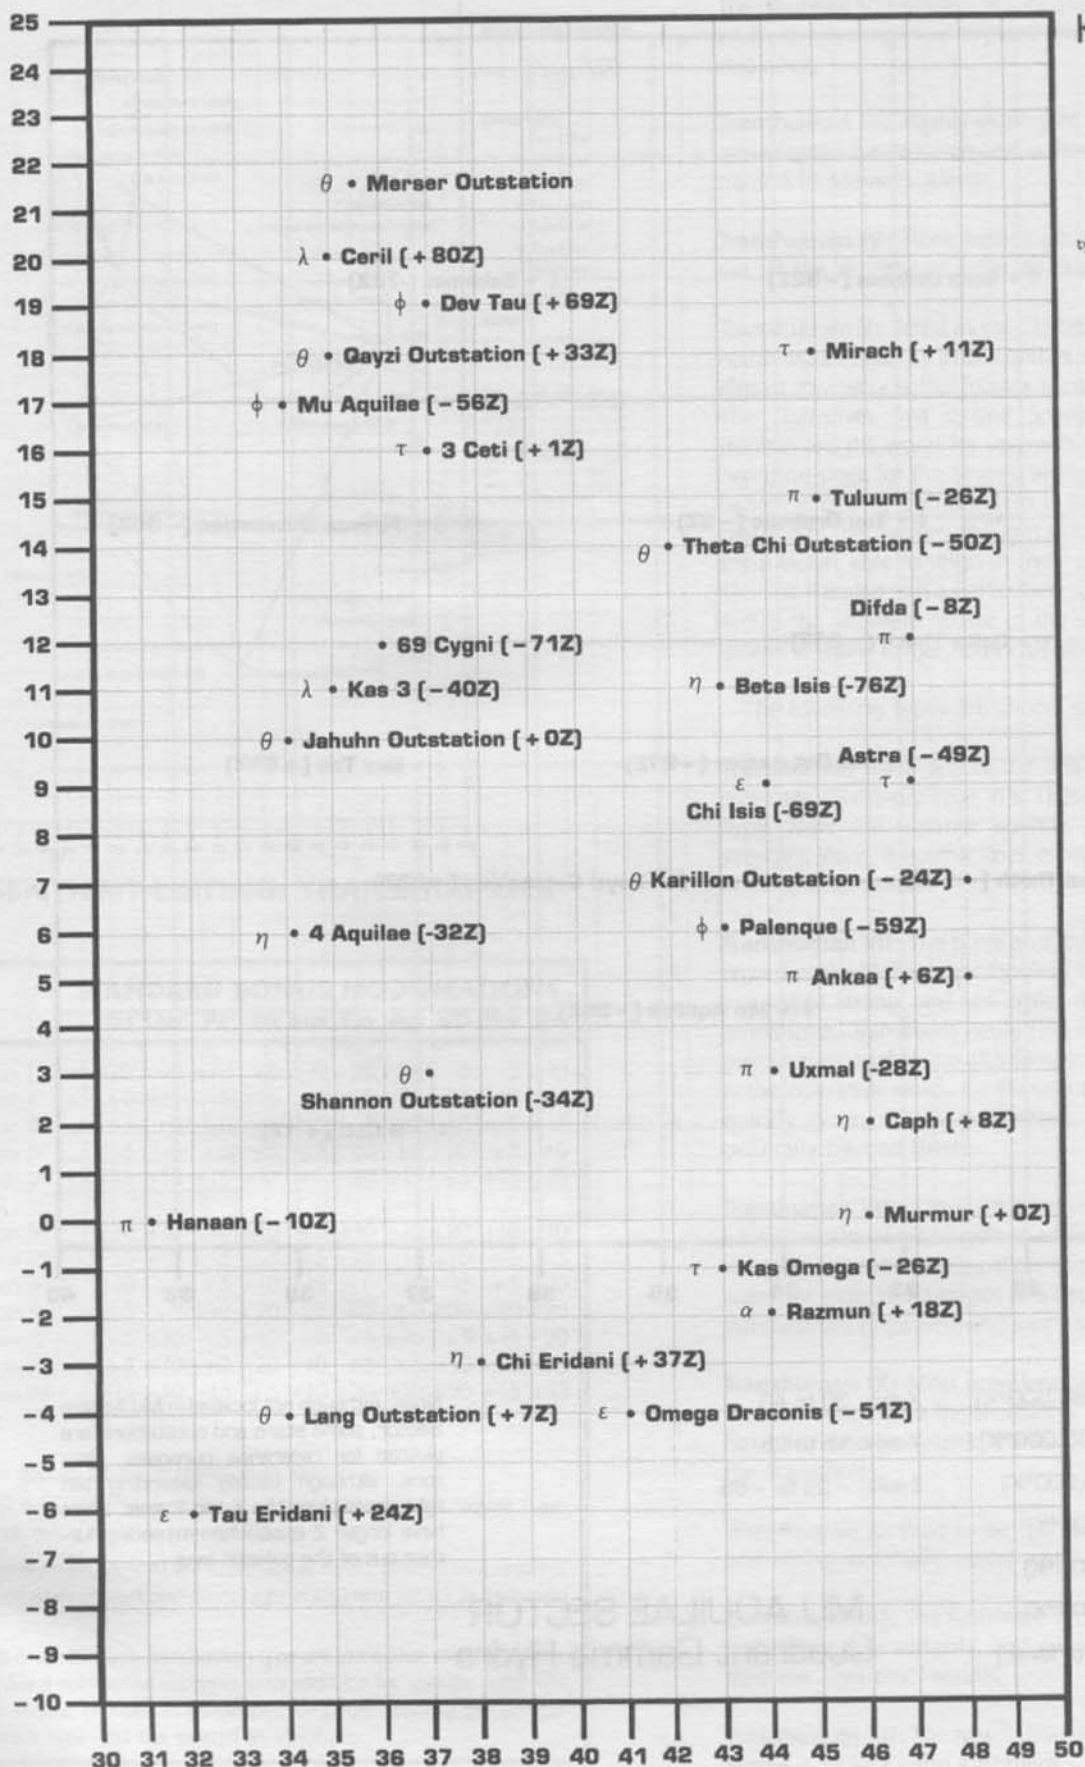 25
24
23
22
θ • Merser Outstation
21
20
λ • Ceril (+80Z)
19
ϕ • Dev Tau (+69Z)
18
θ • Qayzi Outstation (+33Z)
τ • Mirach (+11Z)
17
ϕ • Mu Aquilae (-56Z)
16
τ • 3 Ceti (+1Z)
15
π • Tuluum (-26Z)
14
θ • Theta Chi Outstation (-50Z)
13
Difda (-8Z)
12
• 69 Cygni (-71Z)
π •
11
λ • Kas 3 (-40Z)
η • Beta Isis (-76Z)
10
θ • Jahuhn Outstation (+0Z)
Astra (-49Z)
9
ε •
τ •
Chi Isis (-69Z)
8
7
θ Karillon Outstation (-24Z) •
6
η • 4 Aquilae (-32Z)
ϕ • Palenque (-59Z)
5
π Ankaa (+6Z) •
4
3
θ •
π • Uxmal (-28Z)
Shannon Outstation (-34Z)
2
η • Caph (+8Z)
1
0
π • Hanaan (-10Z)
η • Murmur (+0Z)
-1
τ • Kas Omega (-26Z)
-2
α • Razmun (+18Z)
-3
η • Chi Eridani (+37Z)
-4
θ • Lang Outstation (+7Z)
ε • Omega Draconis (-51Z)
-5
-6
ε • Tau Eridani (+24Z)
-7
-8
-9
-10
30 31 32 33 34 35 36 37 38 39 40 41 42 43 44 45 46 47 48 49 50